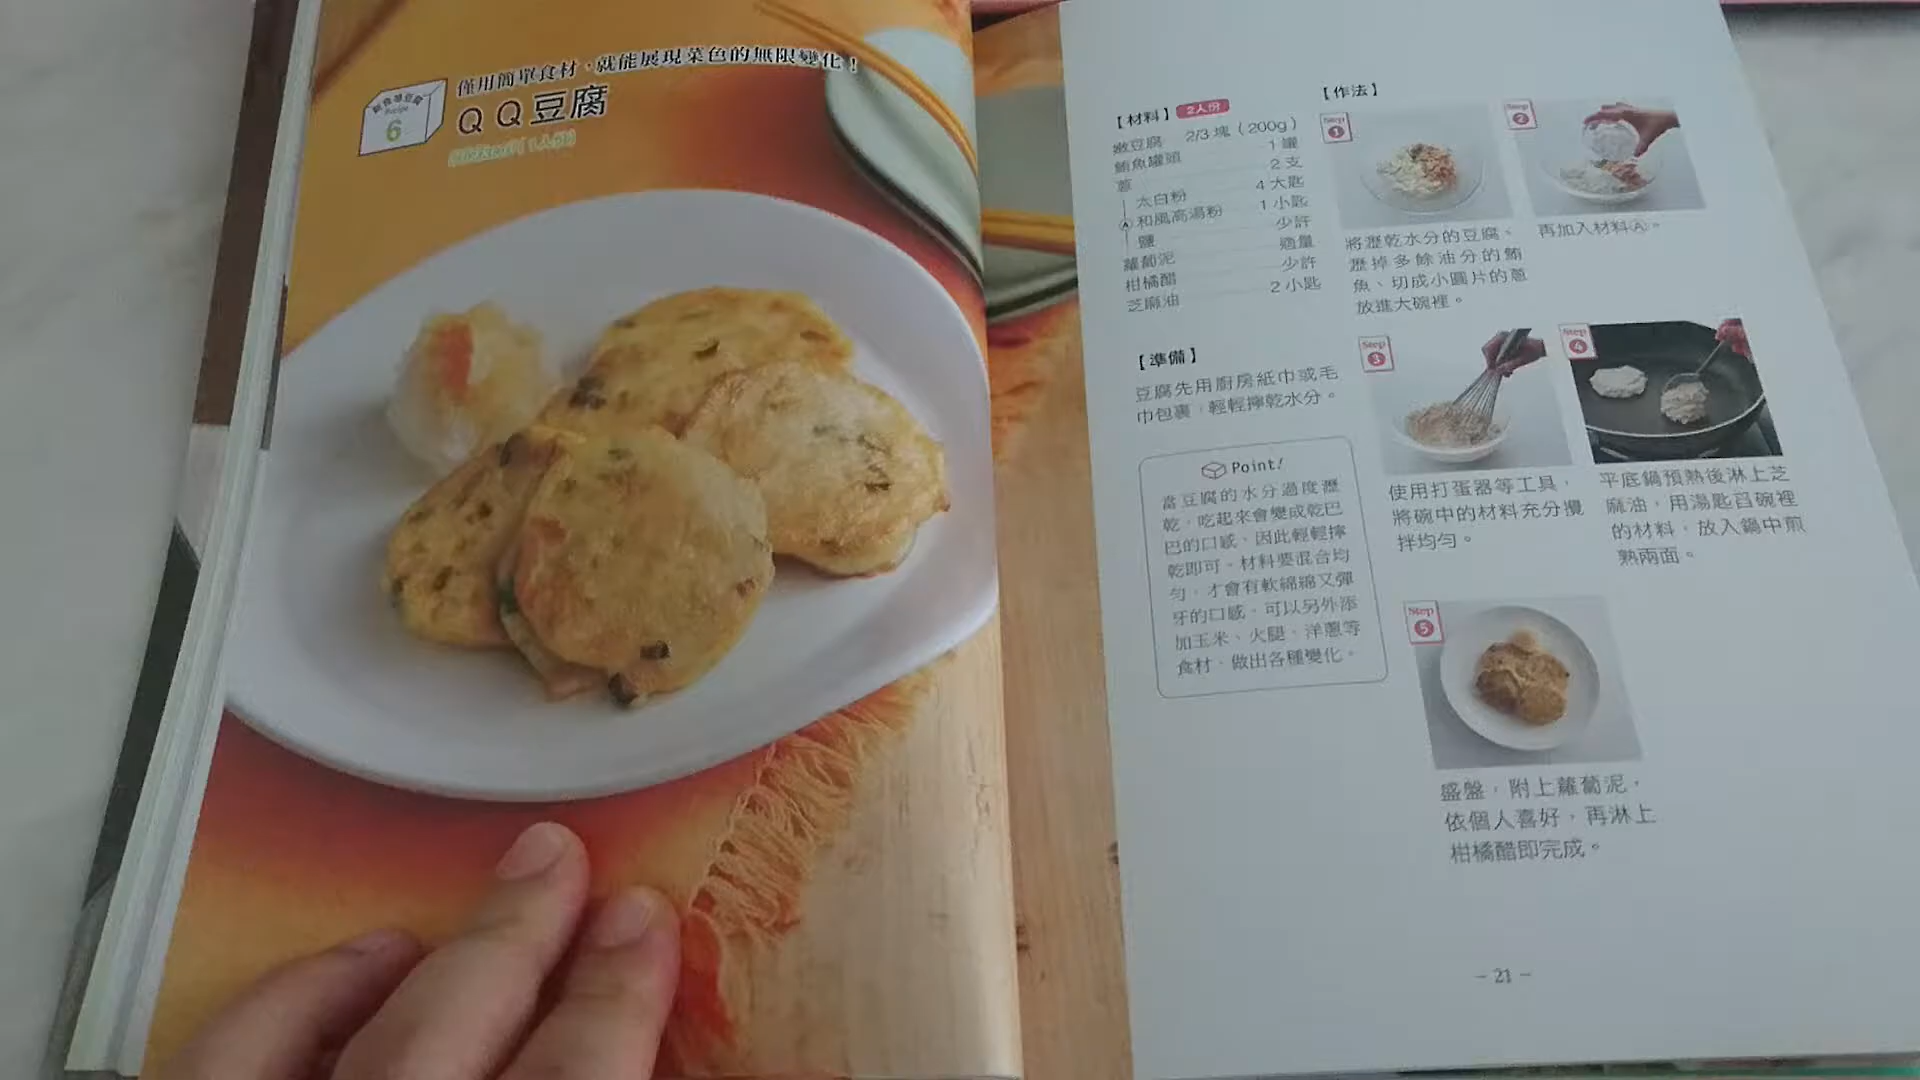 僅用簡單食材，就能展現菜色的無限變化！
Recipe
6
ＱＱ豆腐
【材料】 2人份
嫩豆腐 2/3 塊（200g）
鮪魚罐頭 1 罐
蔥 2 支
太白粉 4 大匙
Ⓐ 和風高湯粉 1 小匙
鹽 少許
蘿蔔泥 適量
柑橘醋 少許
芝麻油 2 小匙
【準備】
豆腐先用廚房紙巾或毛
巾包裹，輕輕擰乾水分。
Point!
當豆腐的水分過度瀝
乾，吃起來會變成乾巴
巴的口感，因此輕輕擰
乾即可。材料要混合均
勻，才會有軟綿綿又彈
牙的口感。可以另外添
加玉米、火腿、洋蔥等
食材，做出各種變化。
【作法】
Step
1
將瀝乾水分的豆腐、
瀝掉多餘油分的鮪
魚、切成小圓片的蔥
放進大碗裡。
Step
2
再加入材料Ⓐ。
Step
3
使用打蛋器等工具，
將碗中的材料充分攪
拌均勻。
Step
4
平底鍋預熱後淋上芝
麻油，用湯匙舀碗裡
的材料，放入鍋中煎
熟兩面。
Step
5
盛盤，附上蘿蔔泥，
依個人喜好，再淋上
柑橘醋即完成。
– 21 –